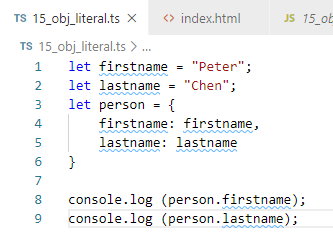 TS 15_obj_literal.ts ×
<> index.html
JS 15_o
TS 15_obj_literal.ts > ...
1 let firstname = "Peter";
2 let lastname = "Chen";
3 let person = {
4 firstname: firstname,
5 lastname: lastname
6 }
7
8 console.log (person.firstname);
9 console.log (person.lastname);